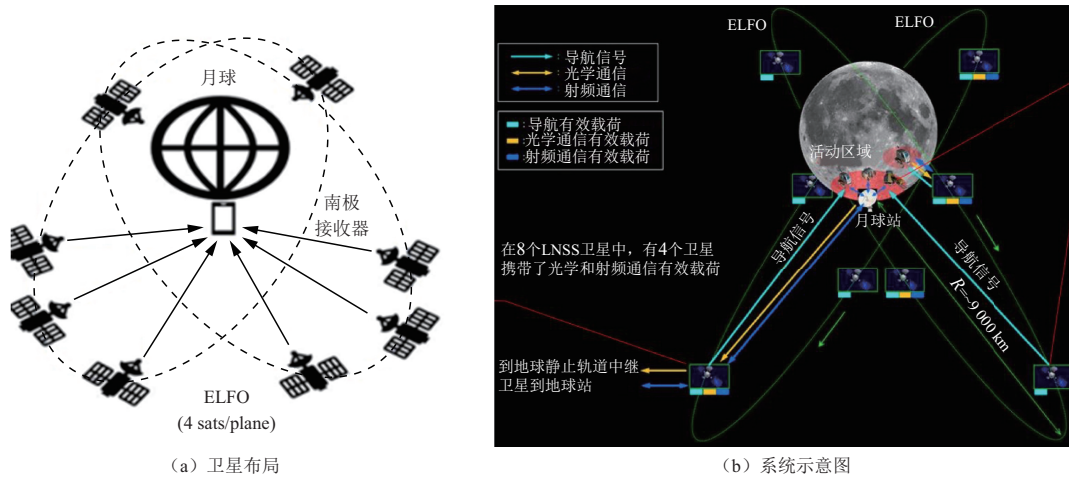 月球
南极
接收器
ELFO
(4 sats/plane)
(a)卫星布局
ELFO
ELFO
:导航信号
:光学通信
:射频通信
:导航有效载荷
:光学通信有效载荷
:射频通信有效载荷
活动区域
月球站
导航信号
导航信号
R=~9 000 km
在8个LNSS卫星中,有4个卫星
携带了光学和射频通信有效载荷
到地球静止轨道中继
卫星到地球站
(b)系统示意图